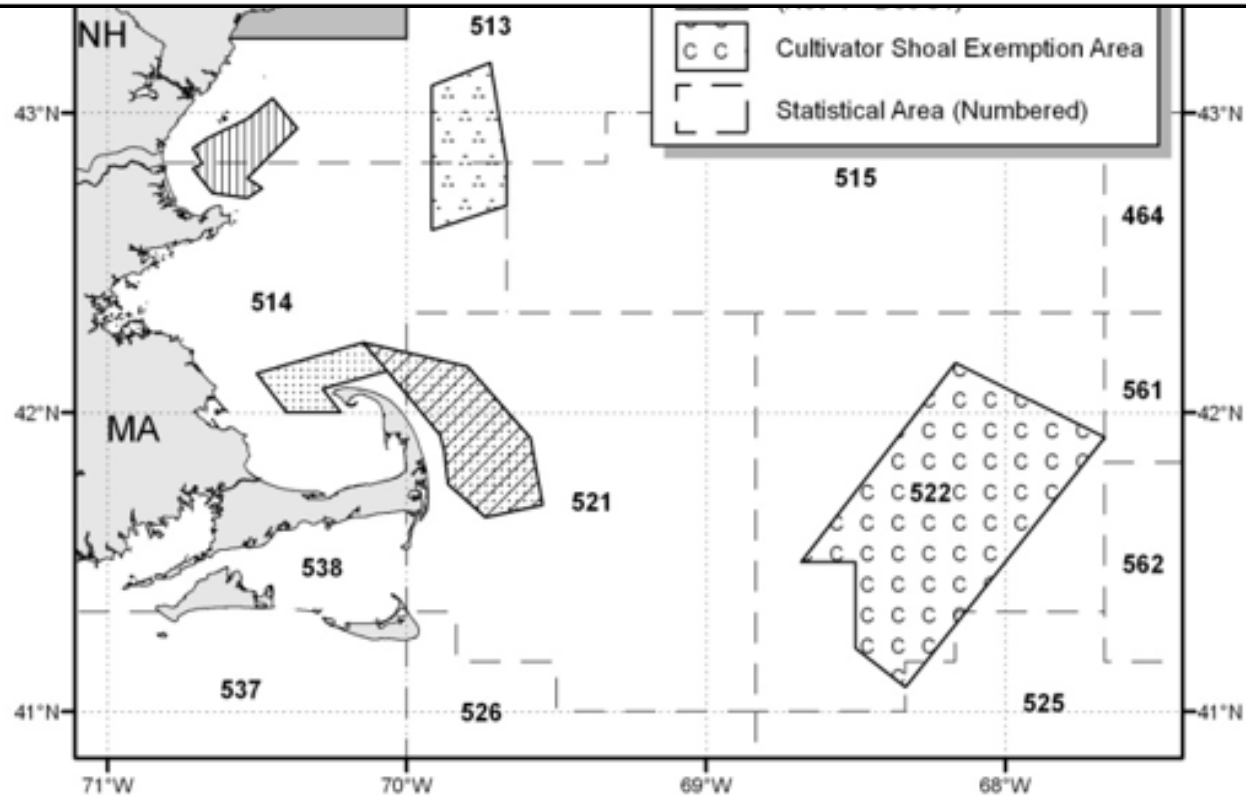 NH
513
C C Cultivator Shoal Exemption Area
Statistical Area (Numbered)
43°N
43°N
515
464
514
561
42°N
42°N
MA
522
521
538
562
537
526
525
41°N
41°N
71°W
70°W
69°W
68°W